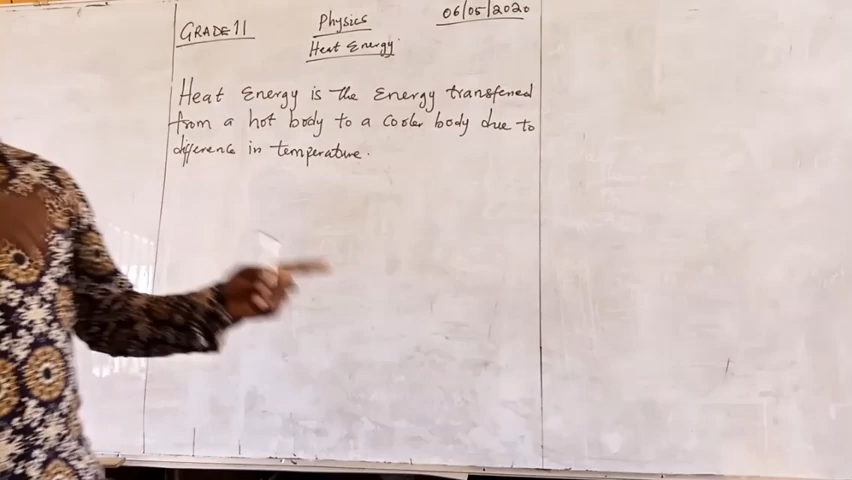 GRADE 11 Physics 06/05/2020
Heat Energy
Heat Energy is the Energy transferred
from a hot body to a cooler body due to
difference in temperature.